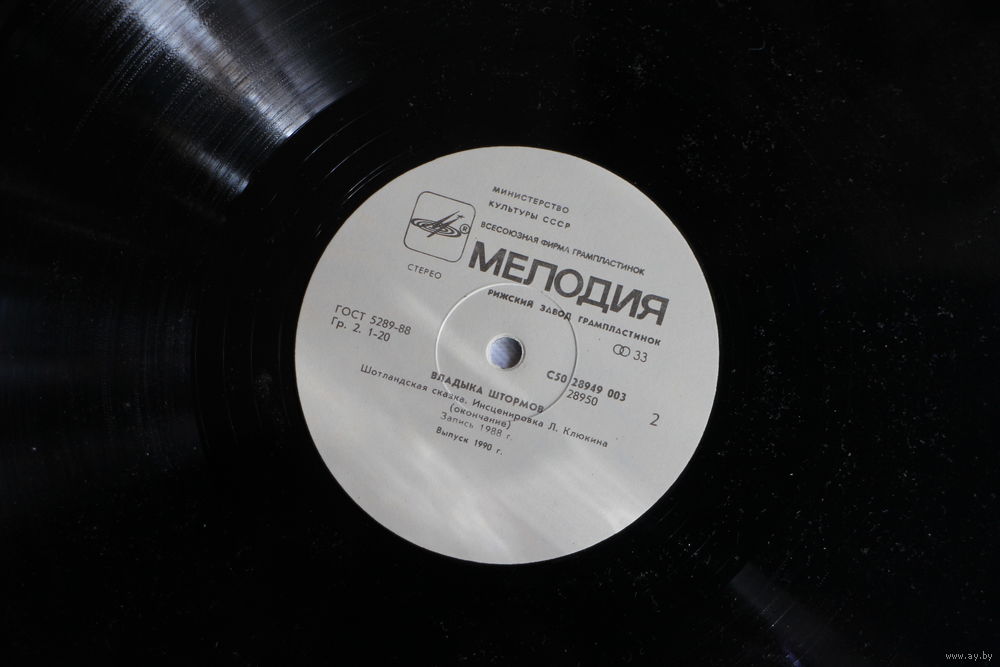 МИНИСТЕРСТВО
КУЛЬТУРЫ СССР
ВСЕСОЮЗНАЯ ФИРМА ГРАМПЛАСТИНОК
®
МЕЛОДИЯ
СТЕРЕО
РИЖСКИЙ ЗАВОД ГРАМПЛАСТИНОК
ГОСТ 5289-88
Гр. 2. 1-20
33
С50 28949 003
28950
2
ВЛАДЫКА ШТОРМОВ
Шотландская сказка. Инсценировка Л. Клюкина
(окончание)
Запись 1988 г.
Выпуск 1990 г.
www.ay.by